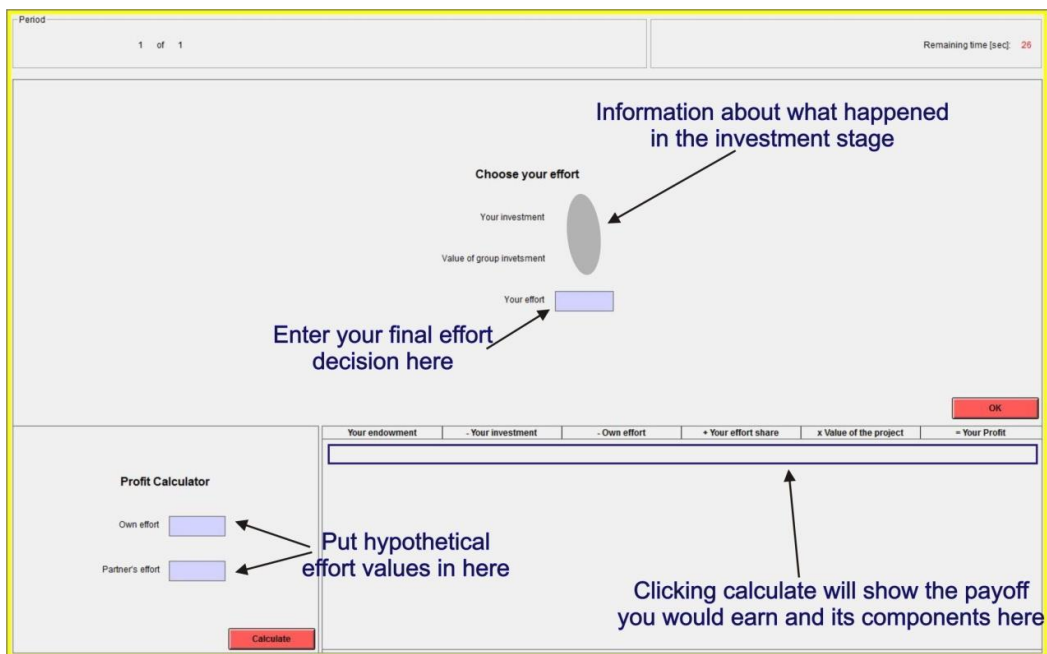 Period
1 of 1
Remaining time [sec]: 26
Information about what happened
in the investment stage
Choose your effort
Your investment
Value of group invetsment
Your effort
Enter your final effort
decision here
OK
Your endowment - Your investment - Own effort + Your effort share x Value of the project = Your Profit
Profit Calculator
Own effort
Partner's effort
Put hypothetical
effort values in here
Clicking calculate will show the payoff
you would earn and its components here
Calculate